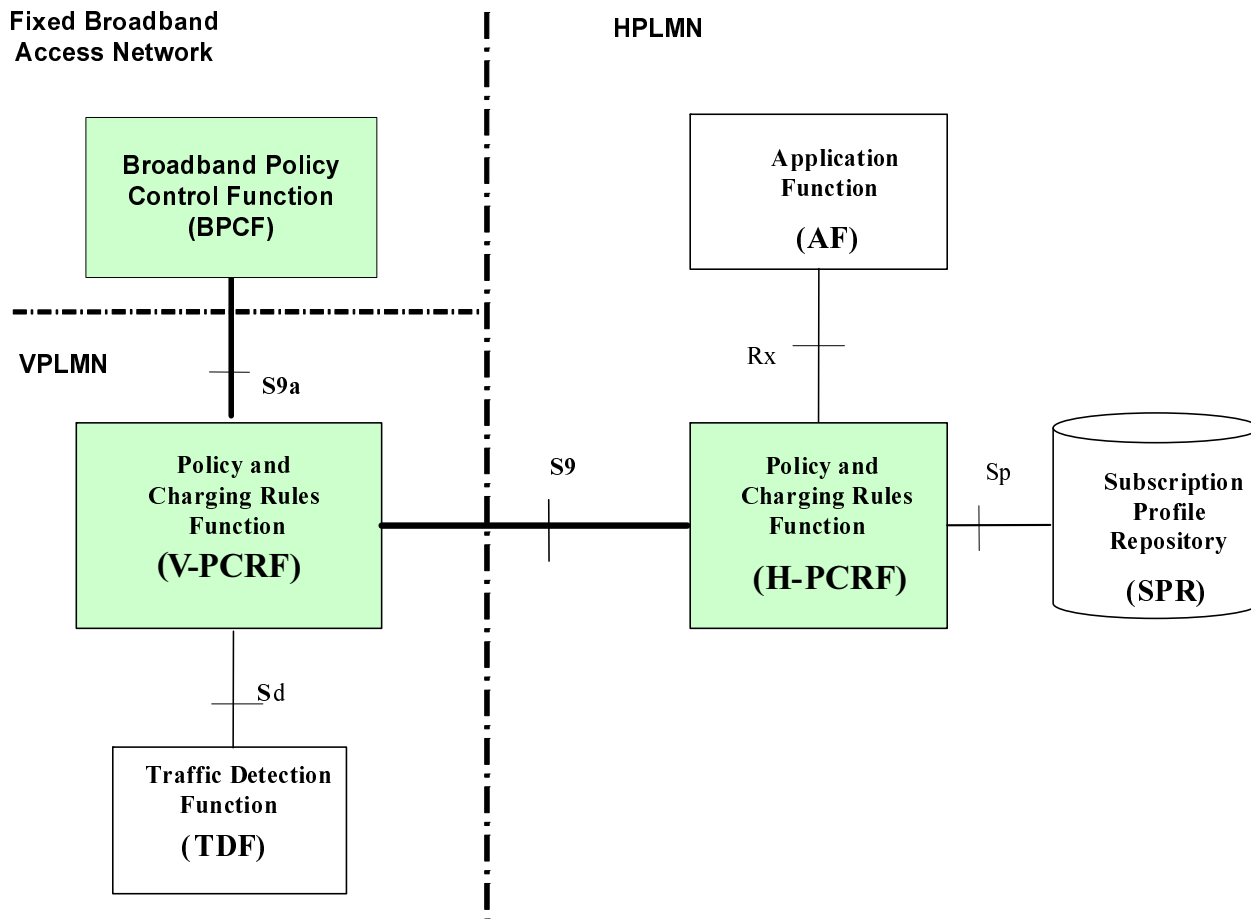 Fixed Broadband
Access Network
HPLMN
Broadband Policy
Control Function
(BPCF)
Application
Function
(AF)
VPLMN
S9a
Rx
Policy and
Charging Rules
Function
(V-PCRF)
S9
Policy and
Charging Rules
Function
(H-PCRF)
Sp
Subscription
Profile
Repository
(SPR)
Sd
Traffic Detection
Function
(TDF)